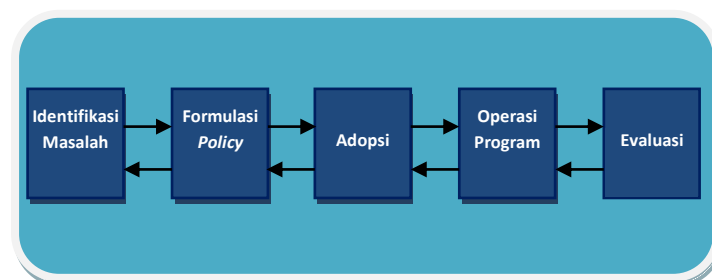 Identifikasi
Masalah
Formulasi
Policy
Adopsi
Operasi
Program
Evaluasi